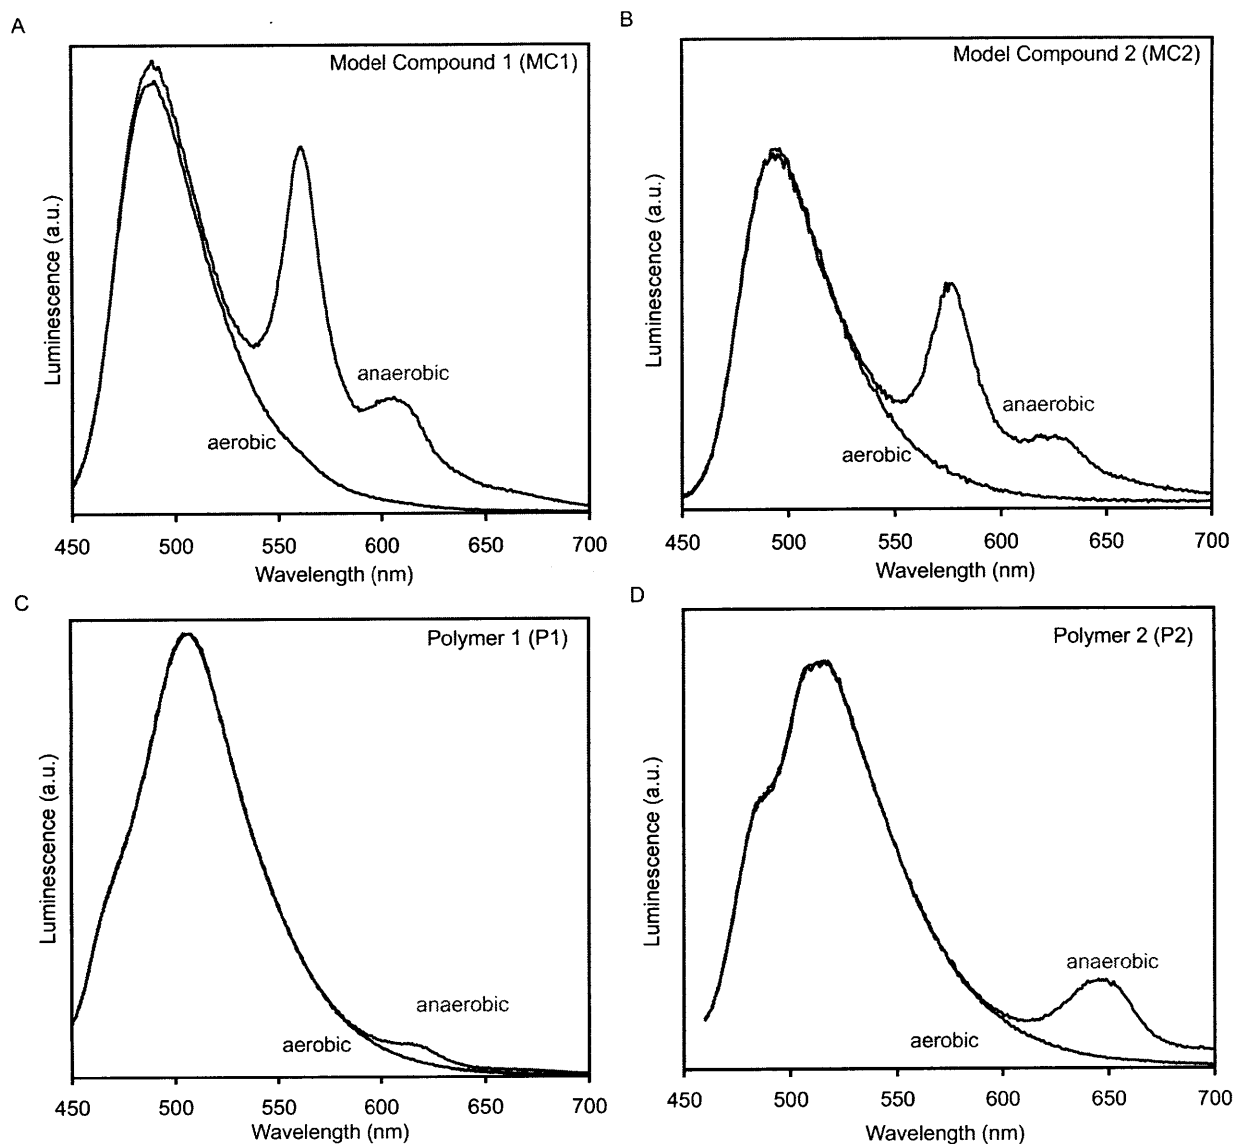 A
Model Compound 1 (MC1)
Luminescence (a.u.)
anaerobic
aerobic
450 500 550 600 650 700
Wavelength (nm)
B
Model Compound 2 (MC2)
Luminescence (a.u.)
anaerobic
aerobic
450 500 550 600 650 700
Wavelength (nm)
C
Polymer 1 (P1)
Luminescence (a.u.)
anaerobic
aerobic
450 500 550 600 650 700
Wavelength (nm)
D
Polymer 2 (P2)
Luminescence (a.u.)
anaerobic
aerobic
450 500 550 600 650 700
Wavelength (nm)